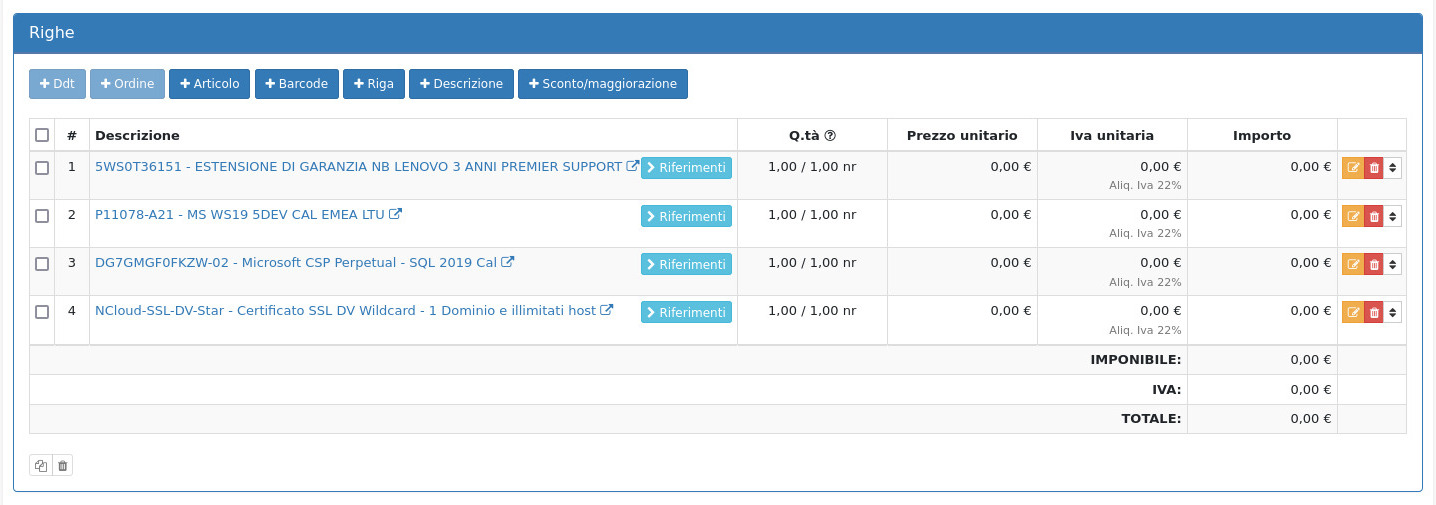 Righe
Ddt Ordine Articolo Barcode Riga Descrizione Sconto/maggiorazione
# Descrizione Q.tà Prezzo unitario Iva unitaria Importo
1 5WS0T36151 - ESTENSIONE DI GARANZIA NB LENOVO 3 ANNI PREMIER SUPPORT Riferimenti 1,00 / 1,00 nr 0,00 € 0,00 € 0,00 €
Aliq. Iva 22%
2 P11078-A21 - MS WS19 5DEV CAL EMEA LTU Riferimenti 1,00 / 1,00 nr 0,00 € 0,00 € 0,00 €
Aliq. Iva 22%
3 DG7GMGF0FKZW-02 - Microsoft CSP Perpetual - SQL 2019 Cal Riferimenti 1,00 / 1,00 nr 0,00 € 0,00 € 0,00 €
Aliq. Iva 22%
4 NCloud-SSL-DV-Star - Certificato SSL DV Wildcard - 1 Dominio e illimitati host Riferimenti 1,00 / 1,00 nr 0,00 € 0,00 € 0,00 €
Aliq. Iva 22%
IMPONIBILE: 0,00 €
IVA: 0,00 €
TOTALE: 0,00 €